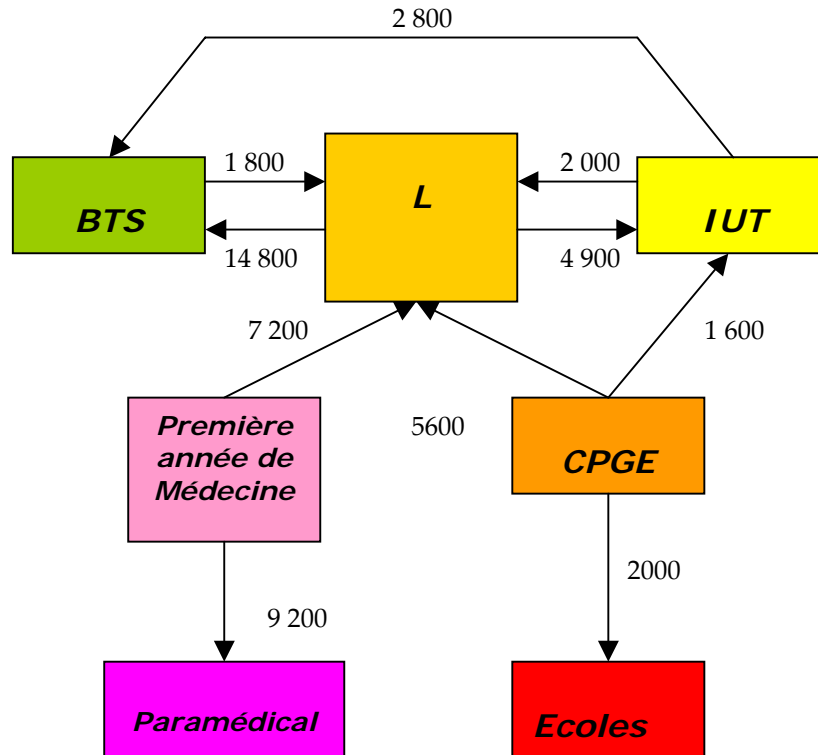 2 800
1 800
2 000
L
BTS
IUT
14 800
4 900
7 200
1 600
Première
année de
Médecine
5600
CPGE
2000
9 200
Paramédical
Ecoles